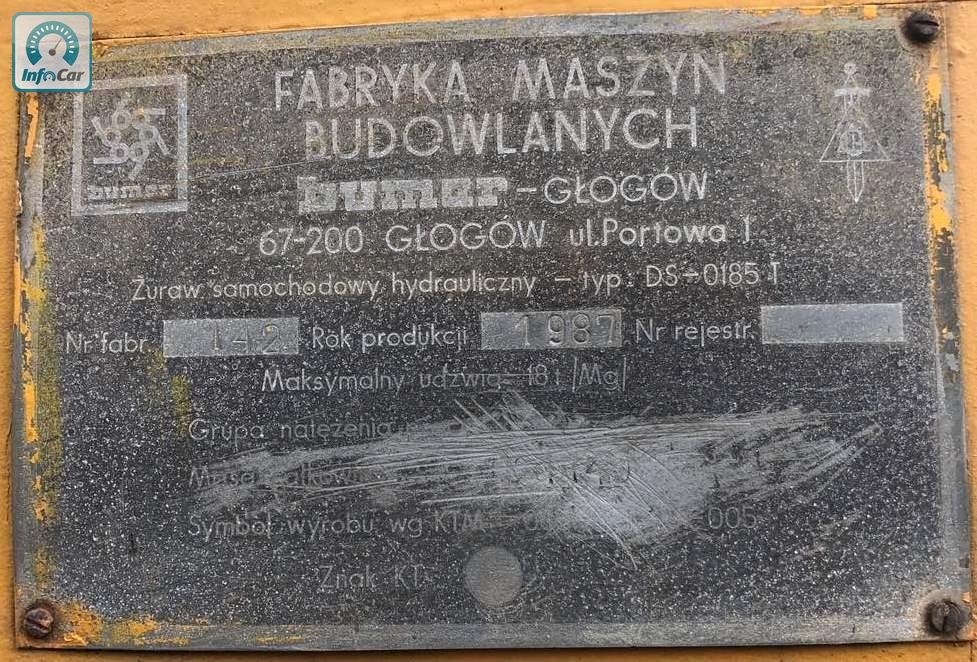 InfoCar
FABRYKA MASZYN
BUDOWLANYCH
bumar
bumar-GŁOGÓW
67-200 GŁOGÓW ul.Portowa 1
Żuraw samochodowy hydrauliczny - typ: DS-0185 T
Nr fabr 142 Rok produkcji 1987 Nr rejestr.
Maksymalny udźwig 18 t /Mg/
Grupa natężenia
Masa całkow
Symbol wyrobu wg KTM 005
Znak KT